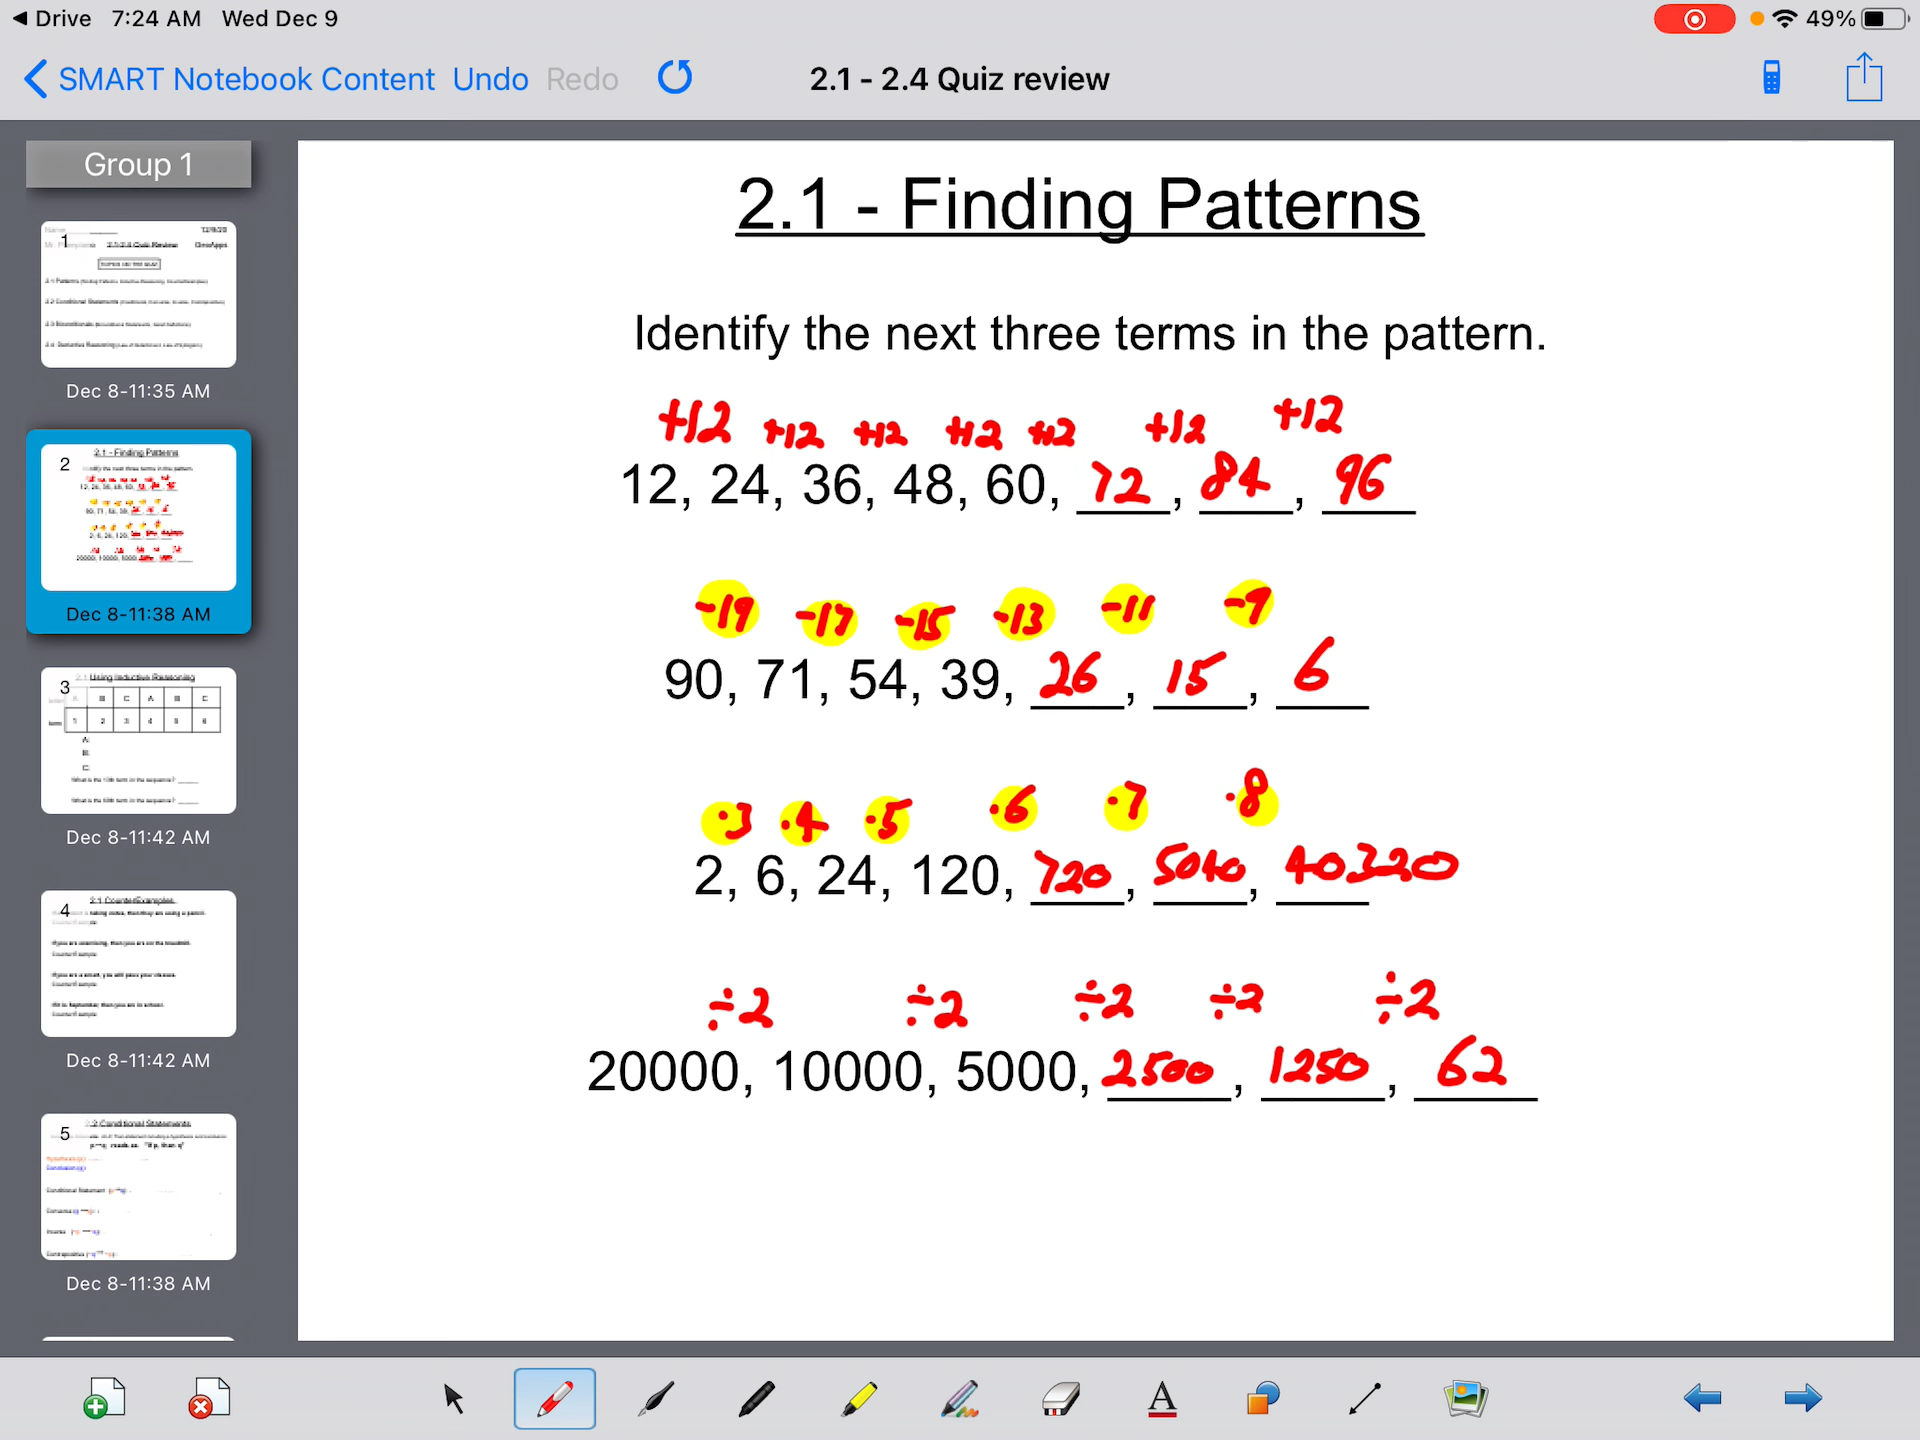 Drive 7:24 AM Wed Dec 9 49%
SMART Notebook Content Undo Redo 2.1 - 2.4 Quiz review
Group 1
1
Dec 8-11:35 AM
2
Dec 8-11:38 AM
3
Dec 8-11:42 AM
4
Dec 8-11:42 AM
5
Dec 8-11:38 AM
2.1 - Finding Patterns
Identify the next three terms in the pattern.
+12 +12 +12 +12 +12 +12 +12
12, 24, 36, 48, 60, 72, 84, 96
-19 -17 -15 -13 -11 -9
90, 71, 54, 39, 26, 15, 6
·3 ·4 ·5 ·6 ·7 ·8
2, 6, 24, 120, 720, 5040, 40320
÷2 ÷2 ÷2 ÷2 ÷2
20000, 10000, 5000, 2500, 1250, 62
A